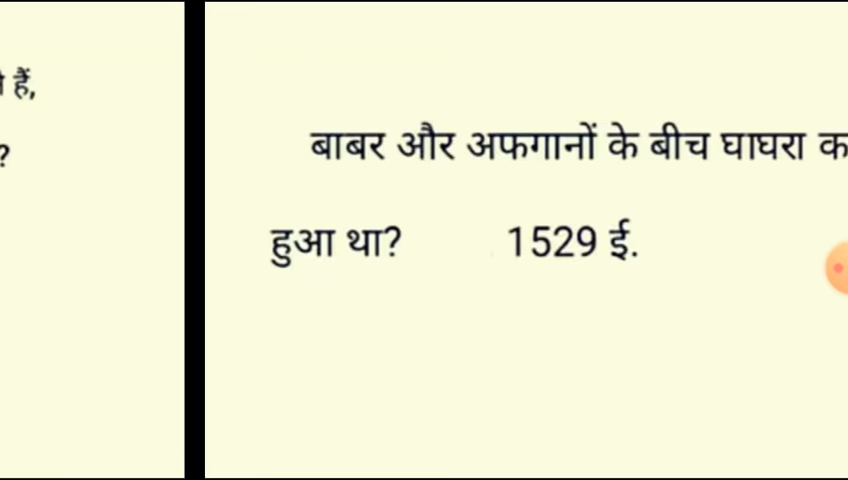 हैं,
?
बाबर और अफगानों के बीच घाघरा
हुआ था? 1529 ई.